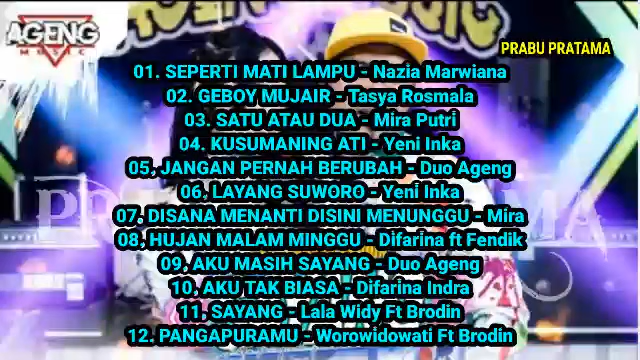 AGENG
MUSIC
PRABU PRATAMA
01. SEPERTI MATI LAMPU - Nazia Marwiana
02. GEBOY MUJAIR - Tasya Rosmala
03. SATU ATAU DUA - Mira Putri
04. KUSUMANING ATI - Yeni Inka
05, JANGAN PERNAH BERUBAH - Duo Ageng
06, LAYANG SUWORO - Yeni Inka
07, DISANA MENANTI DISINI MENUNGGU - Mira
08, HUJAN MALAM MINGGU - Difarina ft Fendik
09, AKU MASIH SAYANG - Duo Ageng
10, AKU TAK BIASA - Difarina Indra
11, SAYANG - Lala Widy Ft Brodin
12. PANGAPURAMU - Worowidowati Ft Brodin